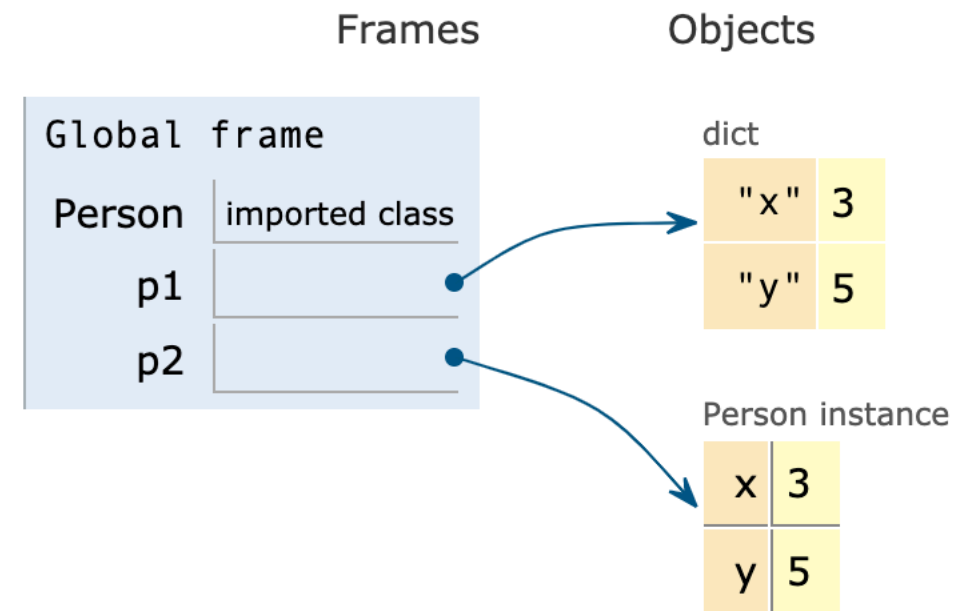 Frames Objects
Global frame
Person imported class
p1
p2
dict
"x" 3
"y" 5
Person instance
x 3
y 5